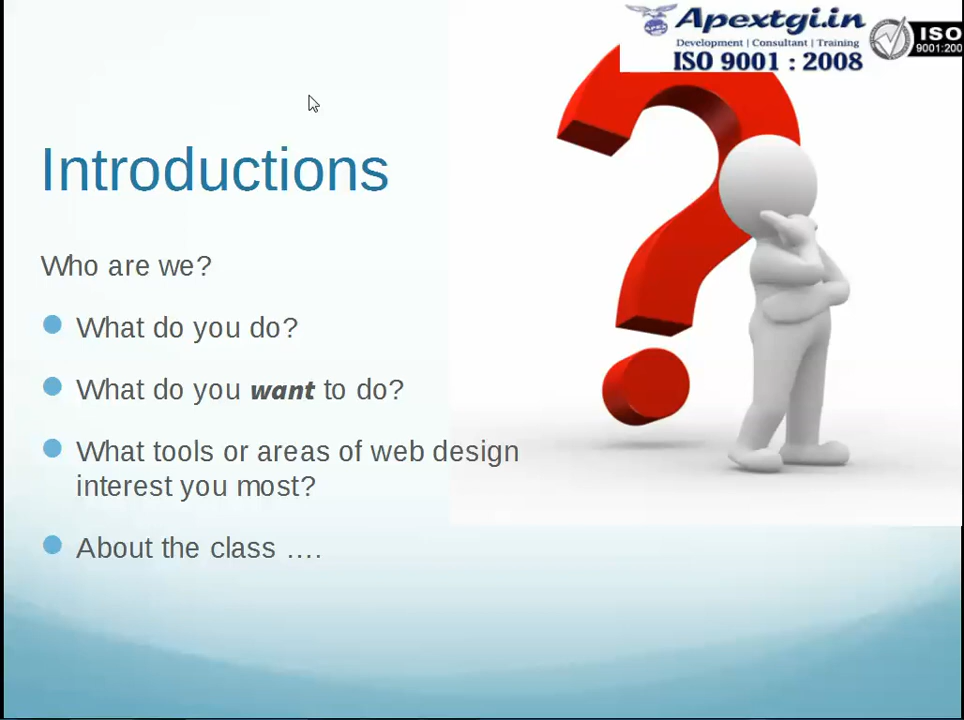 Apextgi.in
Development | Consultant | Training
ISO 9001 : 2008
ISO
9001:200
Introductions
Who are we?
What do you do?
What do you want to do?
What tools or areas of web design
interest you most?
About the class ....